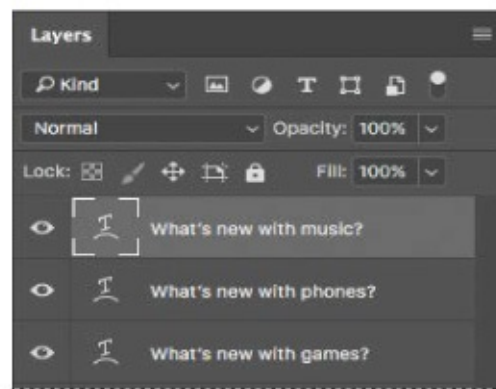 Layers
Kind
Normal Opacity: 100%
Lock: Fill: 100%
What's new with music?
What's new with phones?
What's new with games?